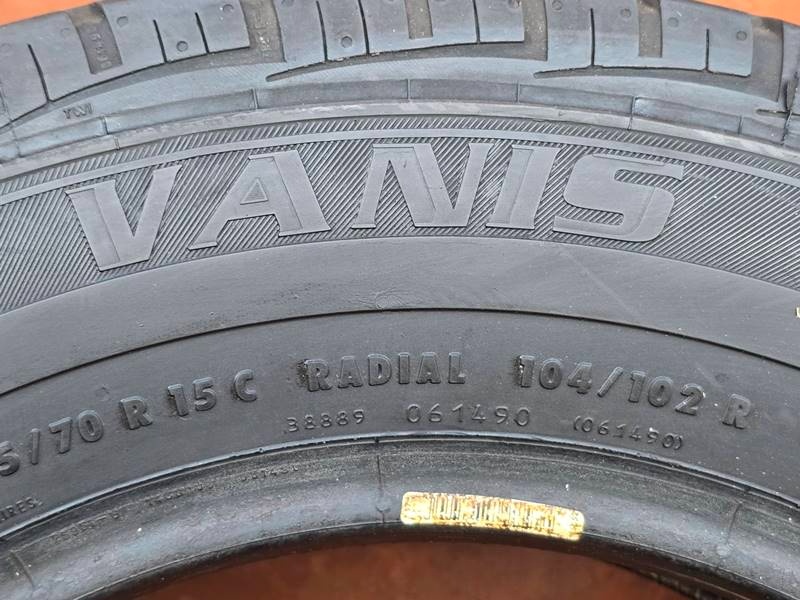 TWI
VANIS
5/70 R 15 C RADIAL 104/102 R
38889 061490 (061490)